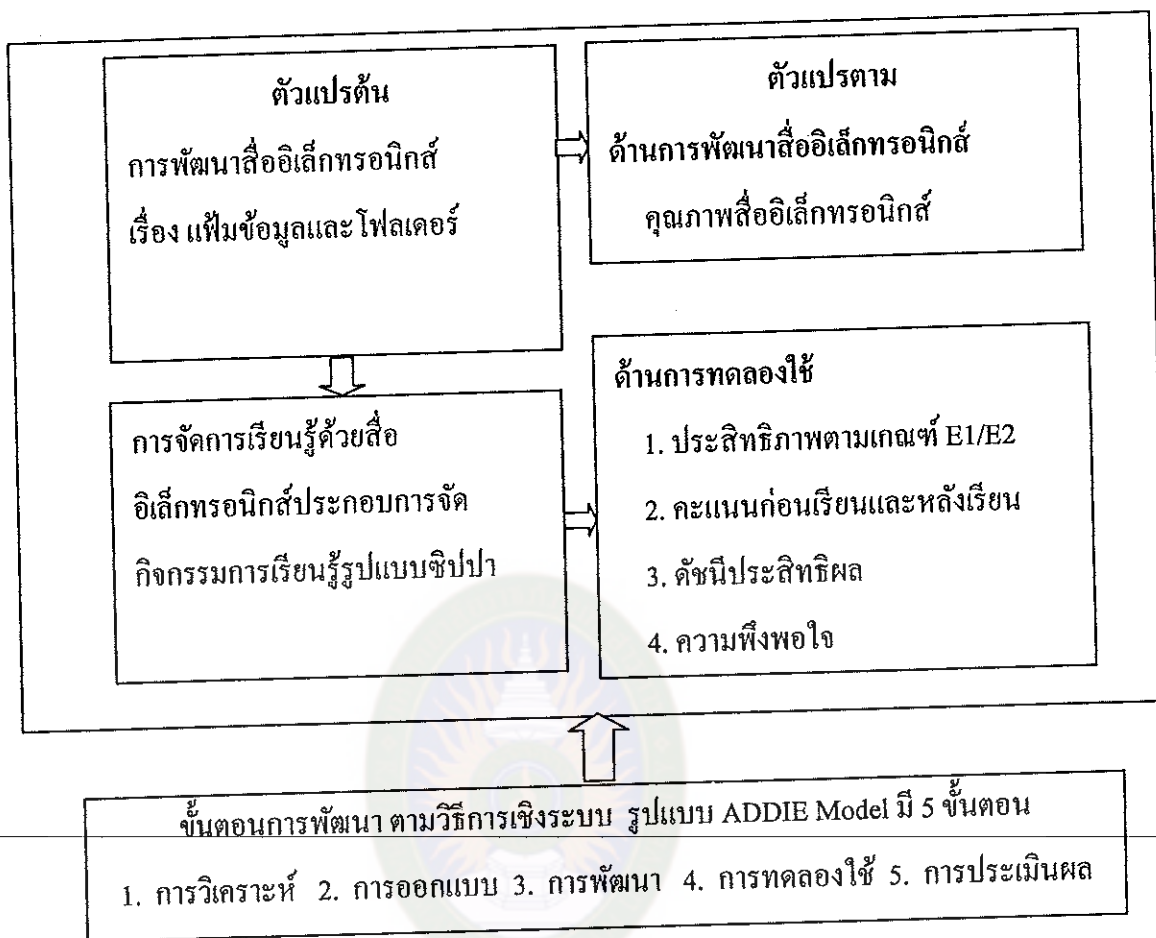 ตัวแปรต้น
การพัฒนาสื่ออิเล็กทรอนิกส์
เรื่อง แฟ้มข้อมูลและโฟลเดอร์
ตัวแปรตาม
ด้านการพัฒนาสื่ออิเล็กทรอนิกส์
คุณภาพสื่ออิเล็กทรอนิกส์
การจัดการเรียนรู้ด้วยสื่อ
อิเล็กทรอนิกส์ประกอบการจัด
กิจกรรมการเรียนรู้รูปแบบซิปปา
ด้านการทดลองใช้
1. ประสิทธิภาพตามเกณฑ์ E1/E2
2. คะแนนก่อนเรียนและหลังเรียน
3. ดัชนีประสิทธิผล
4. ความพึงพอใจ
ขั้นตอนการพัฒนา ตามวิธีการเชิงระบบ รูปแบบ ADDIE Model มี 5 ขั้นตอน
1. การวิเคราะห์ 2. การออกแบบ 3. การพัฒนา 4. การทดลองใช้ 5. การประเมินผล